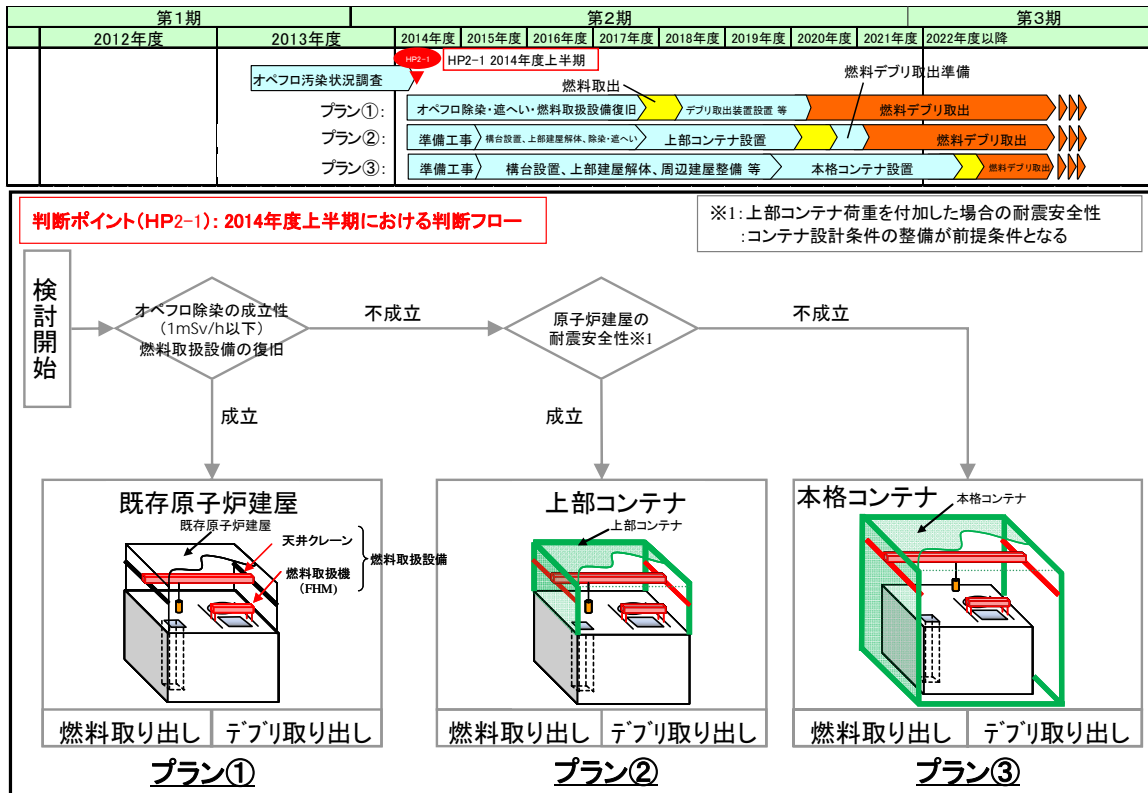 第1期
第2期
第3期
2012年度
2013年度
2014年度
2015年度
2016年度
2017年度
2018年度
2019年度
2020年度
2021年度
2022年度以降
HP2-1
HP2-1 2014年度上半期
オペフロ汚染状況調査
燃料取出
燃料デブリ取出準備
プラン①:
オペフロ除染・遮へい・燃料取扱設備復旧
デブリ取出装置設置 等
燃料デブリ取出
プラン②:
準備工事
構台設置、上部建屋解体、除染・遮へい
上部コンテナ設置
燃料デブリ取出
プラン③:
準備工事
構台設置、上部建屋解体、周辺建屋整備 等
本格コンテナ設置
燃料デブリ取出
判断ポイント(HP2-1): 2014年度上半期における判断フロー
※1:上部コンテナ荷重を付加した場合の耐震安全性
:コンテナ設計条件の整備が前提条件となる
検討開始
オペフロ除染の成立性
(1mSv/h以下)
燃料取扱設備の復旧
不成立
原子炉建屋の
耐震安全性※1
不成立
成立
成立
既存原子炉建屋
既存原子炉建屋
天井クレーン
燃料取扱機
(FHM)
燃料取扱設備
燃料取り出し
デブリ取り出し
プラン①
上部コンテナ
上部コンテナ
燃料取り出し
デブリ取り出し
プラン②
本格コンテナ
本格コンテナ
燃料取り出し
デブリ取り出し
プラン③